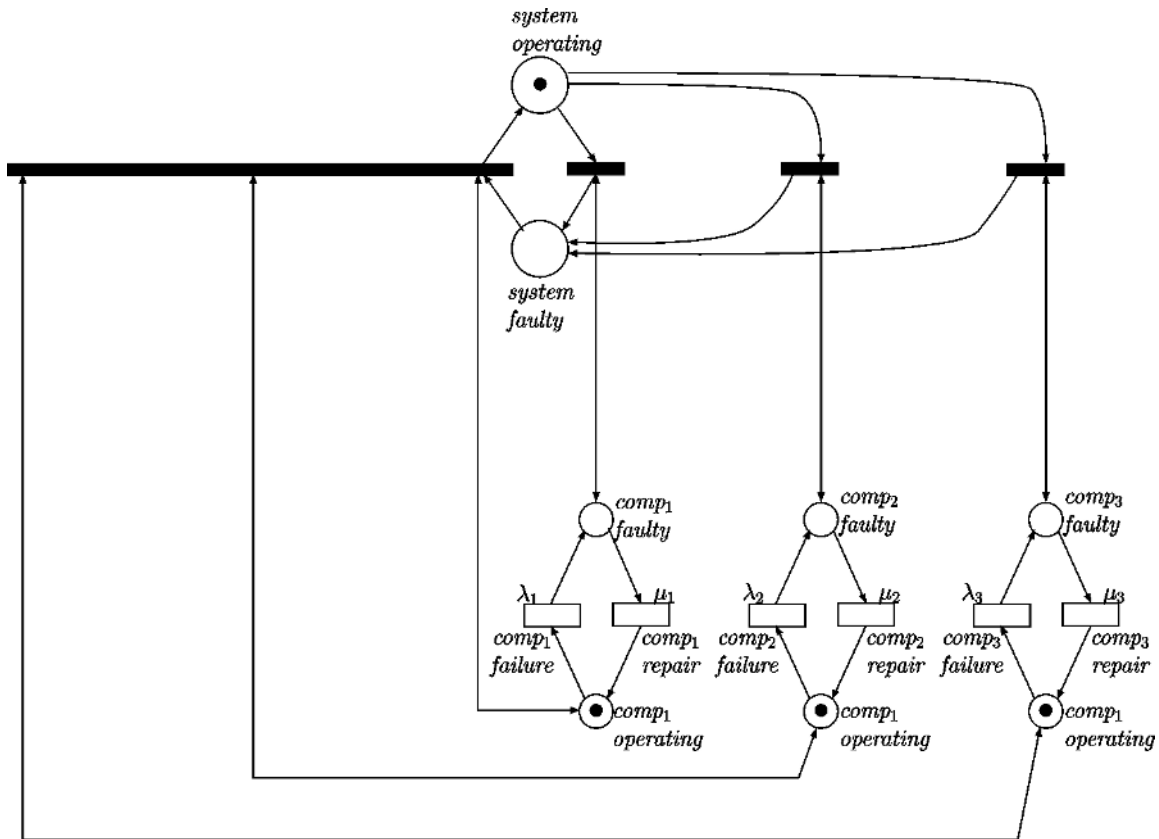 system
operating
system
faulty
comp₁
faulty
comp₂
faulty
comp₃
faulty
λ₁
μ₁
λ₂
μ₂
λ₃
μ₃
comp₁
failure
comp₁
repair
comp₂
failure
comp₂
repair
comp₃
failure
comp₃
repair
comp₁
operating
comp₁
operating
comp₁
operating